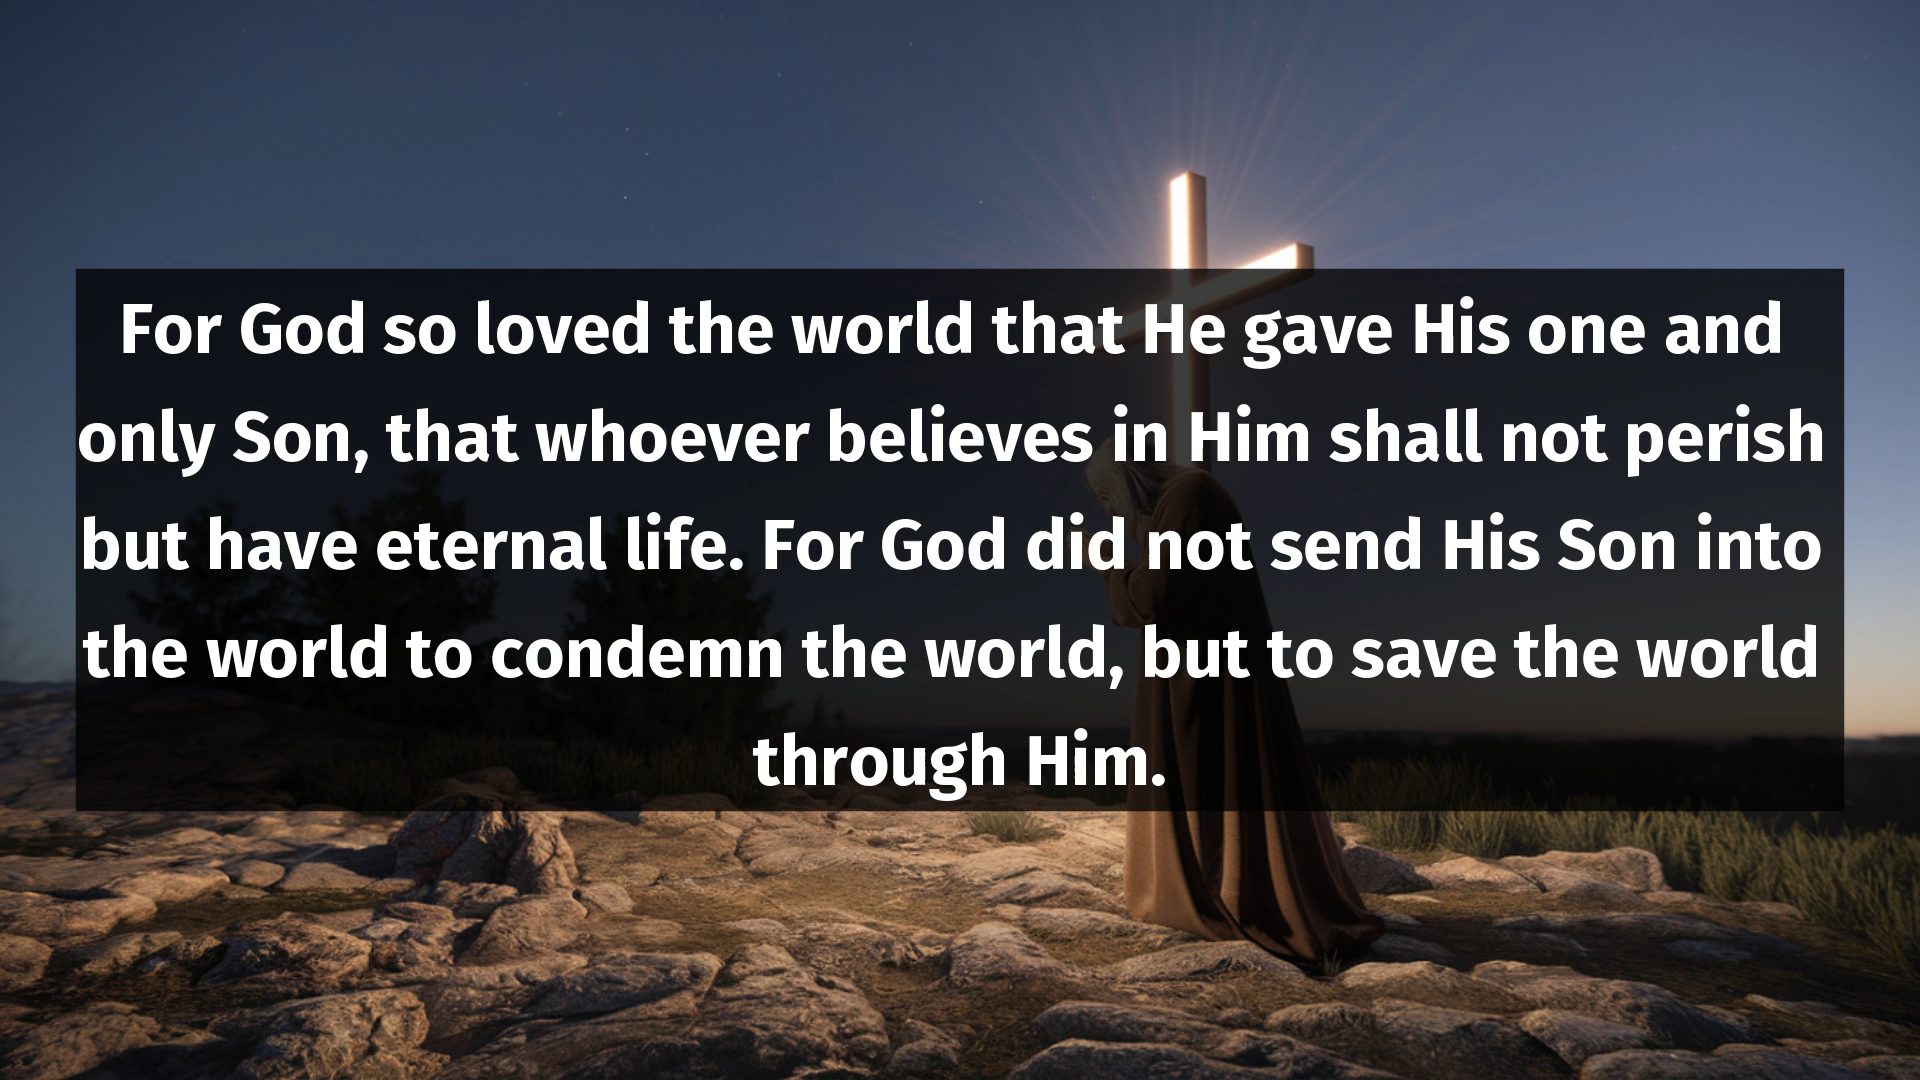 For God so loved the world that He gave His one and
only Son, that whoever believes in Him shall not perish
but have eternal life. For God did not send His Son into
the world to condemn the world, but to save the world
through Him.